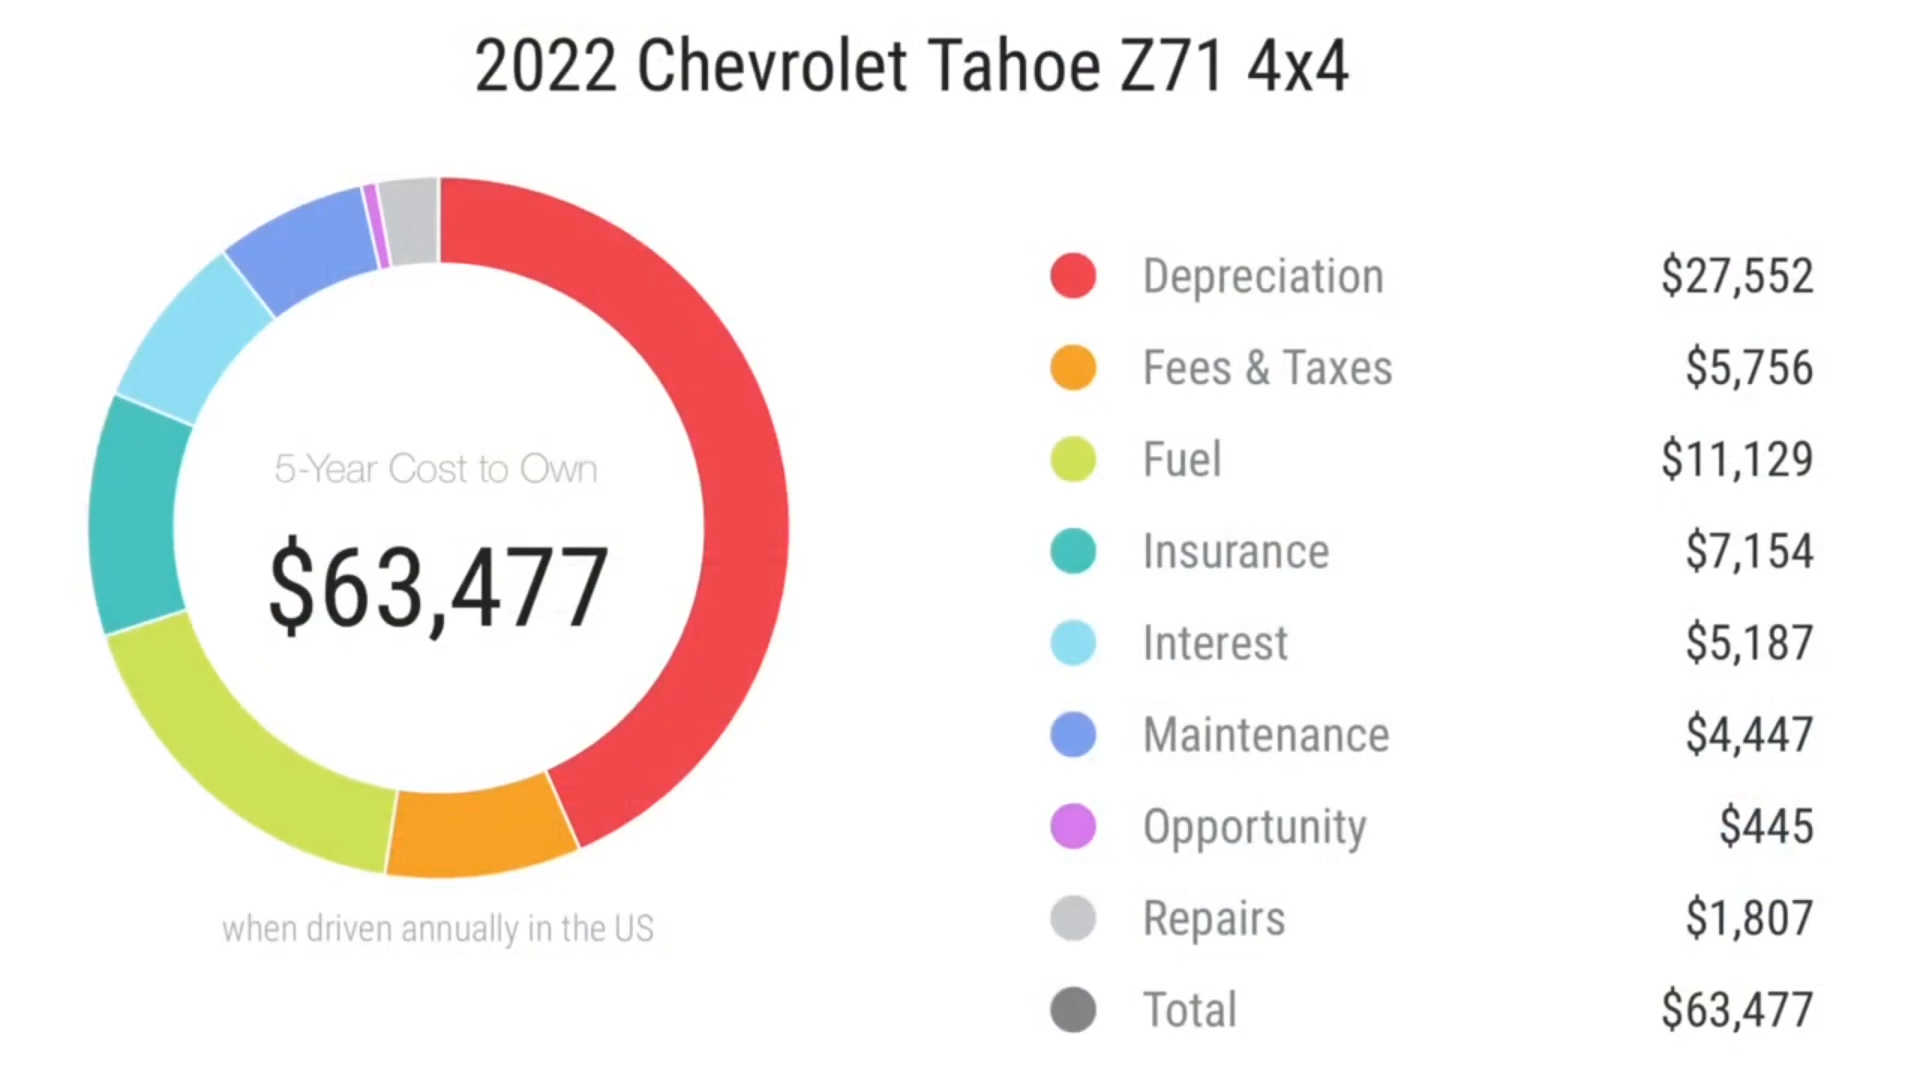 2022 Chevrolet Tahoe Z71 4x4
5-Year Cost to Own
$63,477
when driven annually in the US
Depreciation $27,552
Fees & Taxes $5,756
Fuel $11,129
Insurance $7,154
Interest $5,187
Maintenance $4,447
Opportunity $445
Repairs $1,807
Total $63,477